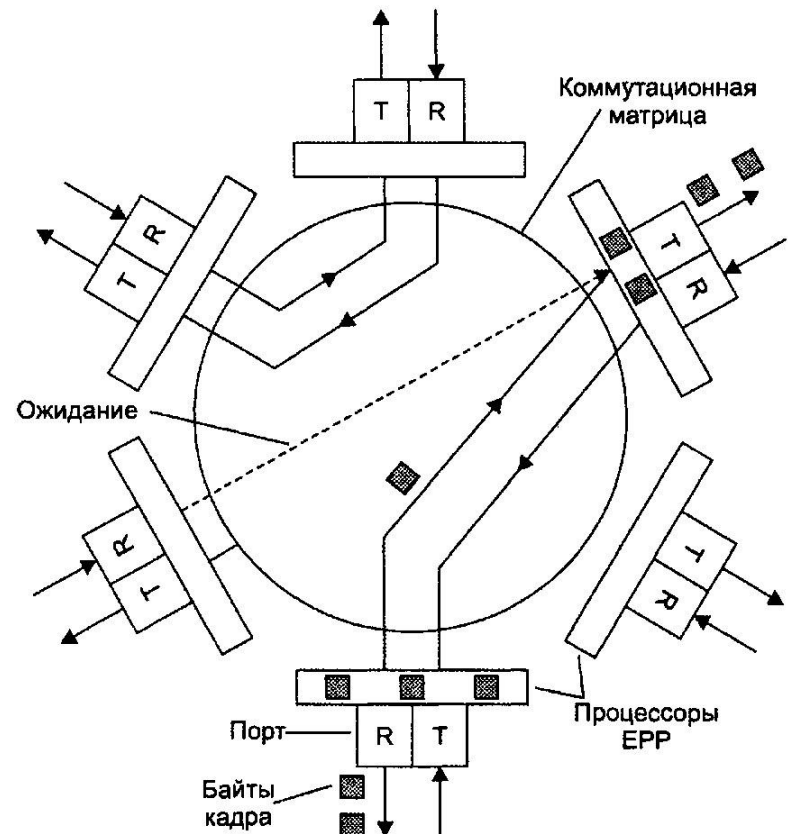 T R
Коммутационная
матрица
R
T
T
R
Ожидание
R
T
T
R
Порт
R T
Процессоры
EPP
Байты
кадра